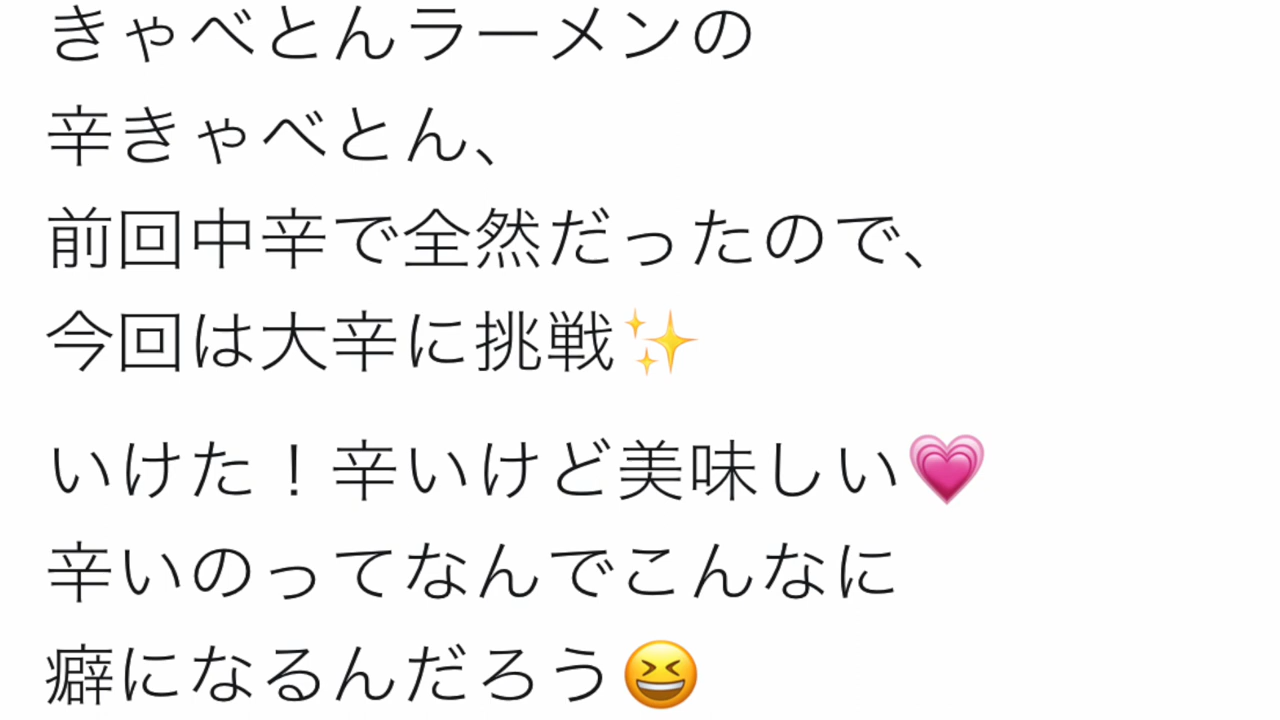 きゃべとんラーメンの
辛きゃべとん、
前回中辛で全然だったので、
今回は大辛に挑戦✨
いけた！辛いけど美味しい💗
辛いのってなんでこんなに
癖になるんだろう😆